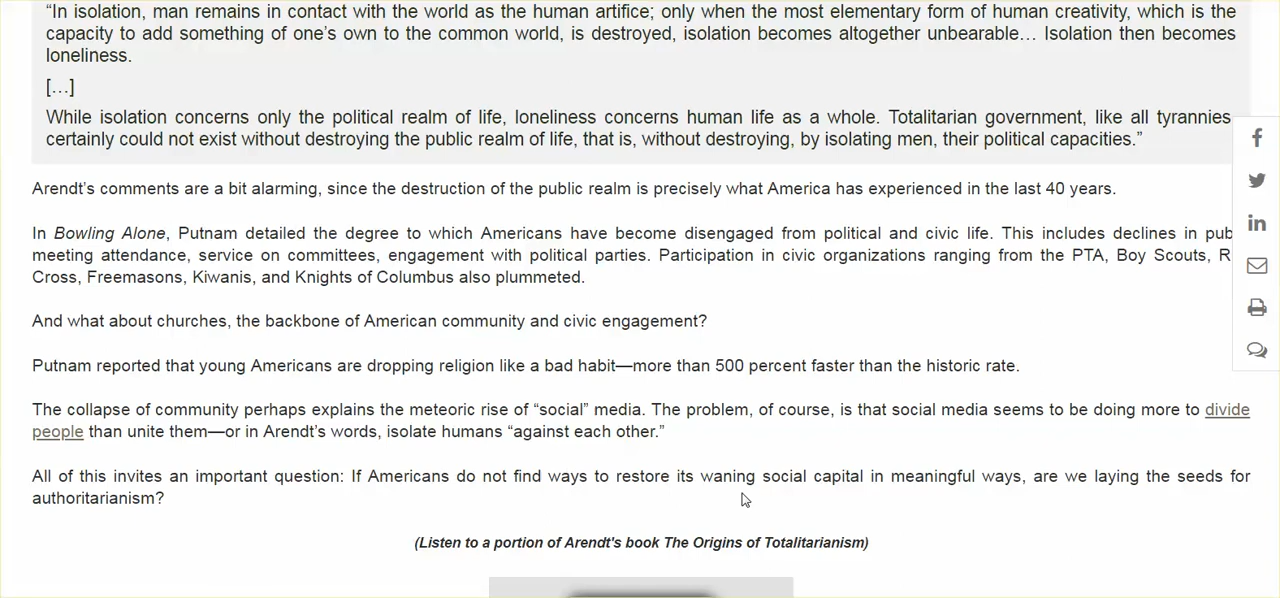 “In isolation, man remains in contact with the world as the human artifice; only when the most elementary form of human creativity, which is the
capacity to add something of one’s own to the common world, is destroyed, isolation becomes altogether unbearable… Isolation then becomes
loneliness.
[…]
While isolation concerns only the political realm of life, loneliness concerns human life as a whole. Totalitarian government, like all tyrannies
certainly could not exist without destroying the public realm of life, that is, without destroying, by isolating men, their political capacities.”
Arendt’s comments are a bit alarming, since the destruction of the public realm is precisely what America has experienced in the last 40 years.
In Bowling Alone, Putnam detailed the degree to which Americans have become disengaged from political and civic life. This includes declines in pub
meeting attendance, service on committees, engagement with political parties. Participation in civic organizations ranging from the PTA, Boy Scouts, R
Cross, Freemasons, Kiwanis, and Knights of Columbus also plummeted.
And what about churches, the backbone of American community and civic engagement?
Putnam reported that young Americans are dropping religion like a bad habit—more than 500 percent faster than the historic rate.
The collapse of community perhaps explains the meteoric rise of “social” media. The problem, of course, is that social media seems to be doing more to divide
people than unite them—or in Arendt’s words, isolate humans “against each other.”
All of this invites an important question: If Americans do not find ways to restore its waning social capital in meaningful ways, are we laying the seeds for
authoritarianism?
(Listen to a portion of Arendt's book The Origins of Totalitarianism)